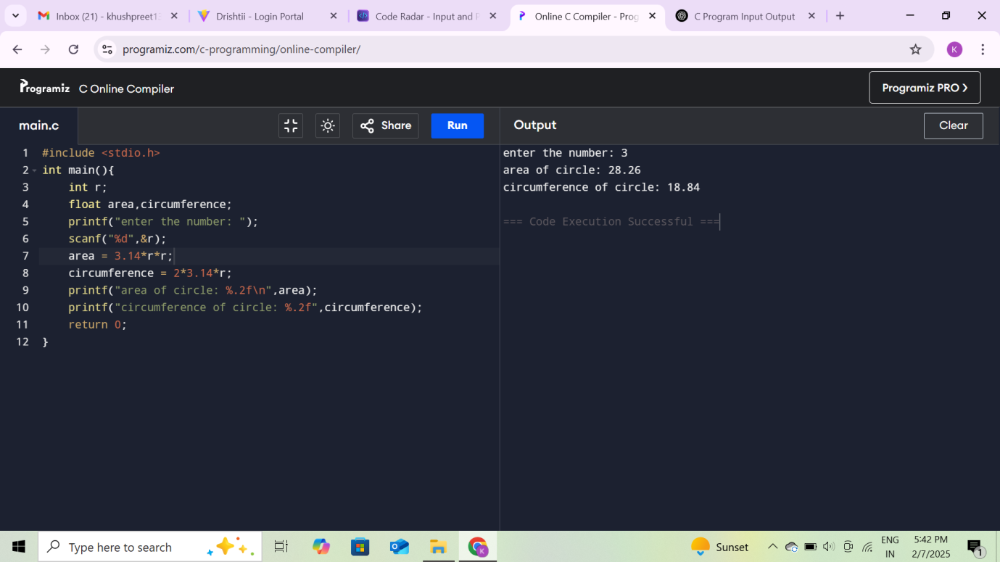 Inbox (21) - khushpreet1
Drishtii - Login Portal
Code Radar - Input and
Online C Compiler - Prog
C Program Input Output
programiz.com/c-programming/online-compiler/
K
Programiz C Online Compiler
Programiz PRO
main.c
Share
Run
Output
Clear
1 #include <stdio.h>
2 int main(){
3 int r;
4 float area,circumference;
5 printf("enter the number: ");
6 scanf("%d",&r);
7 area = 3.14*r*r;
8 circumference = 2*3.14*r;
9 printf("area of circle: %.2f\n",area);
10 printf("circumference of circle: %.2f",circumference);
11 return 0;
12 }
enter the number: 3
area of circle: 28.26
circumference of circle: 18.84
=== Code Execution Successful ===
Type here to search
K
Sunset
ENG
IN
5:42 PM
2/7/2025
1